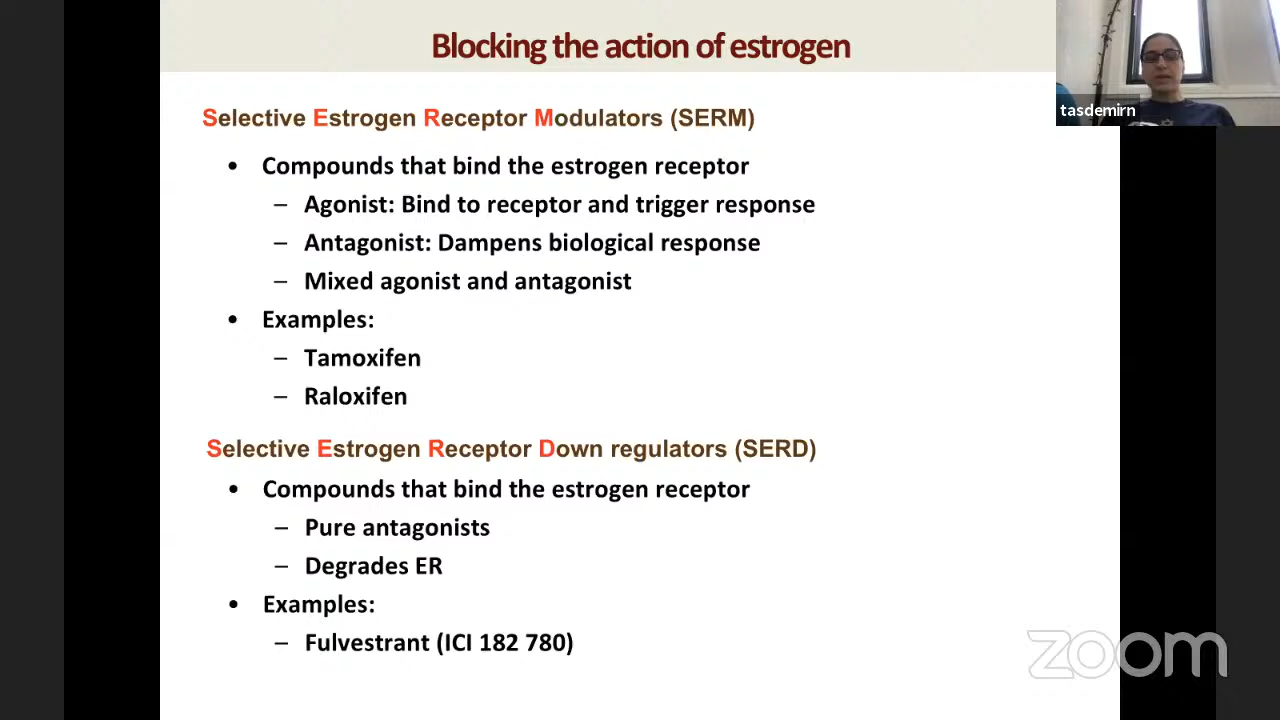 Blocking the action of estrogen
tasdemirn
Selective Estrogen Receptor Modulators (SERM)
• Compounds that bind the estrogen receptor
– Agonist: Bind to receptor and trigger response
– Antagonist: Dampens biological response
– Mixed agonist and antagonist
• Examples:
– Tamoxifen
– Raloxifen
Selective Estrogen Receptor Down regulators (SERD)
• Compounds that bind the estrogen receptor
– Pure antagonists
– Degrades ER
• Examples:
– Fulvestrant (ICI 182 780)
zoom